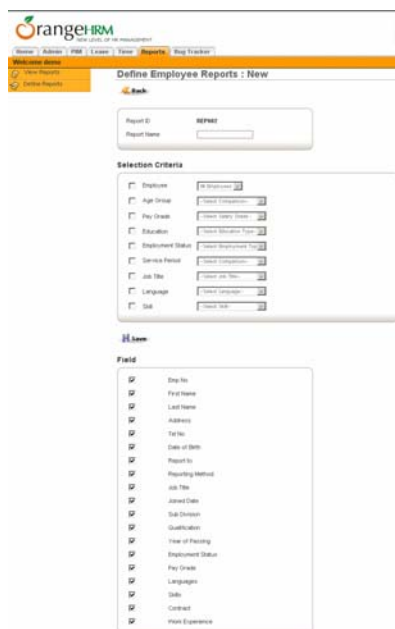 OrangeHRM
NEW LEVEL OF HR MANAGEMENT
Home Admin PIM Leave Time Reports Bug Tracker
Welcome demo
View Reports
Define Reports
Define Employee Reports : New
Back
Report ID REP002
Report Name
Selection Criteria
Employee All Employees
Age Group -Select Comparison-
Pay Grade -Select Salary Grade-
Education -Select Education Type-
Employment Status -Select Employment Typ
Service Period -Select Comparison-
Job Title -Select Job Title-
Language -Select Language-
Skill -Select Skill-
Save
Field
Emp No
First Name
Last Name
Address
Tel No
Date of Birth
Report to
Reporting Method
Job Title
Joined Date
Sub Division
Qualification
Year of Passing
Employment Status
Pay Grade
Languages
Skills
Contract
Work Experience